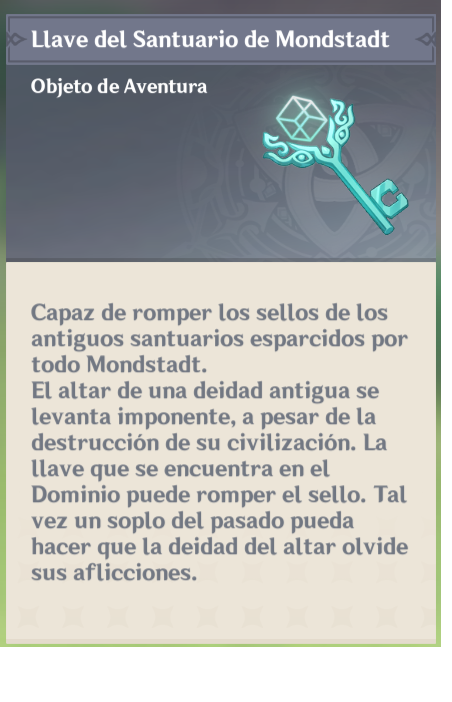 Llave del Santuario de Mondstadt
Objeto de Aventura
Capaz de romper los sellos de los
antiguos santuarios esparcidos por
todo Mondstadt.
El altar de una deidad antigua se
levanta imponente, a pesar de la
destrucción de su civilización. La
llave que se encuentra en el
Dominio puede romper el sello. Tal
vez un soplo del pasado pueda
hacer que la deidad del altar olvide
sus aflicciones.